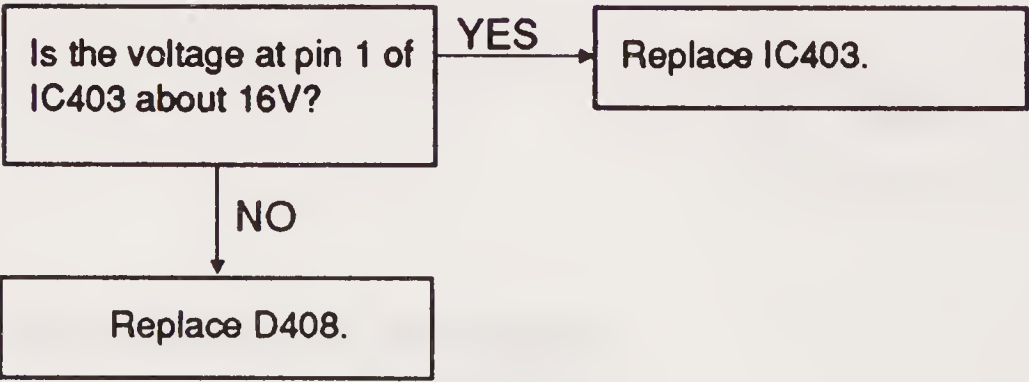 Is the voltage at pin 1 of
IC403 about 16V?
YES
Replace IC403.
NO
Replace D408.